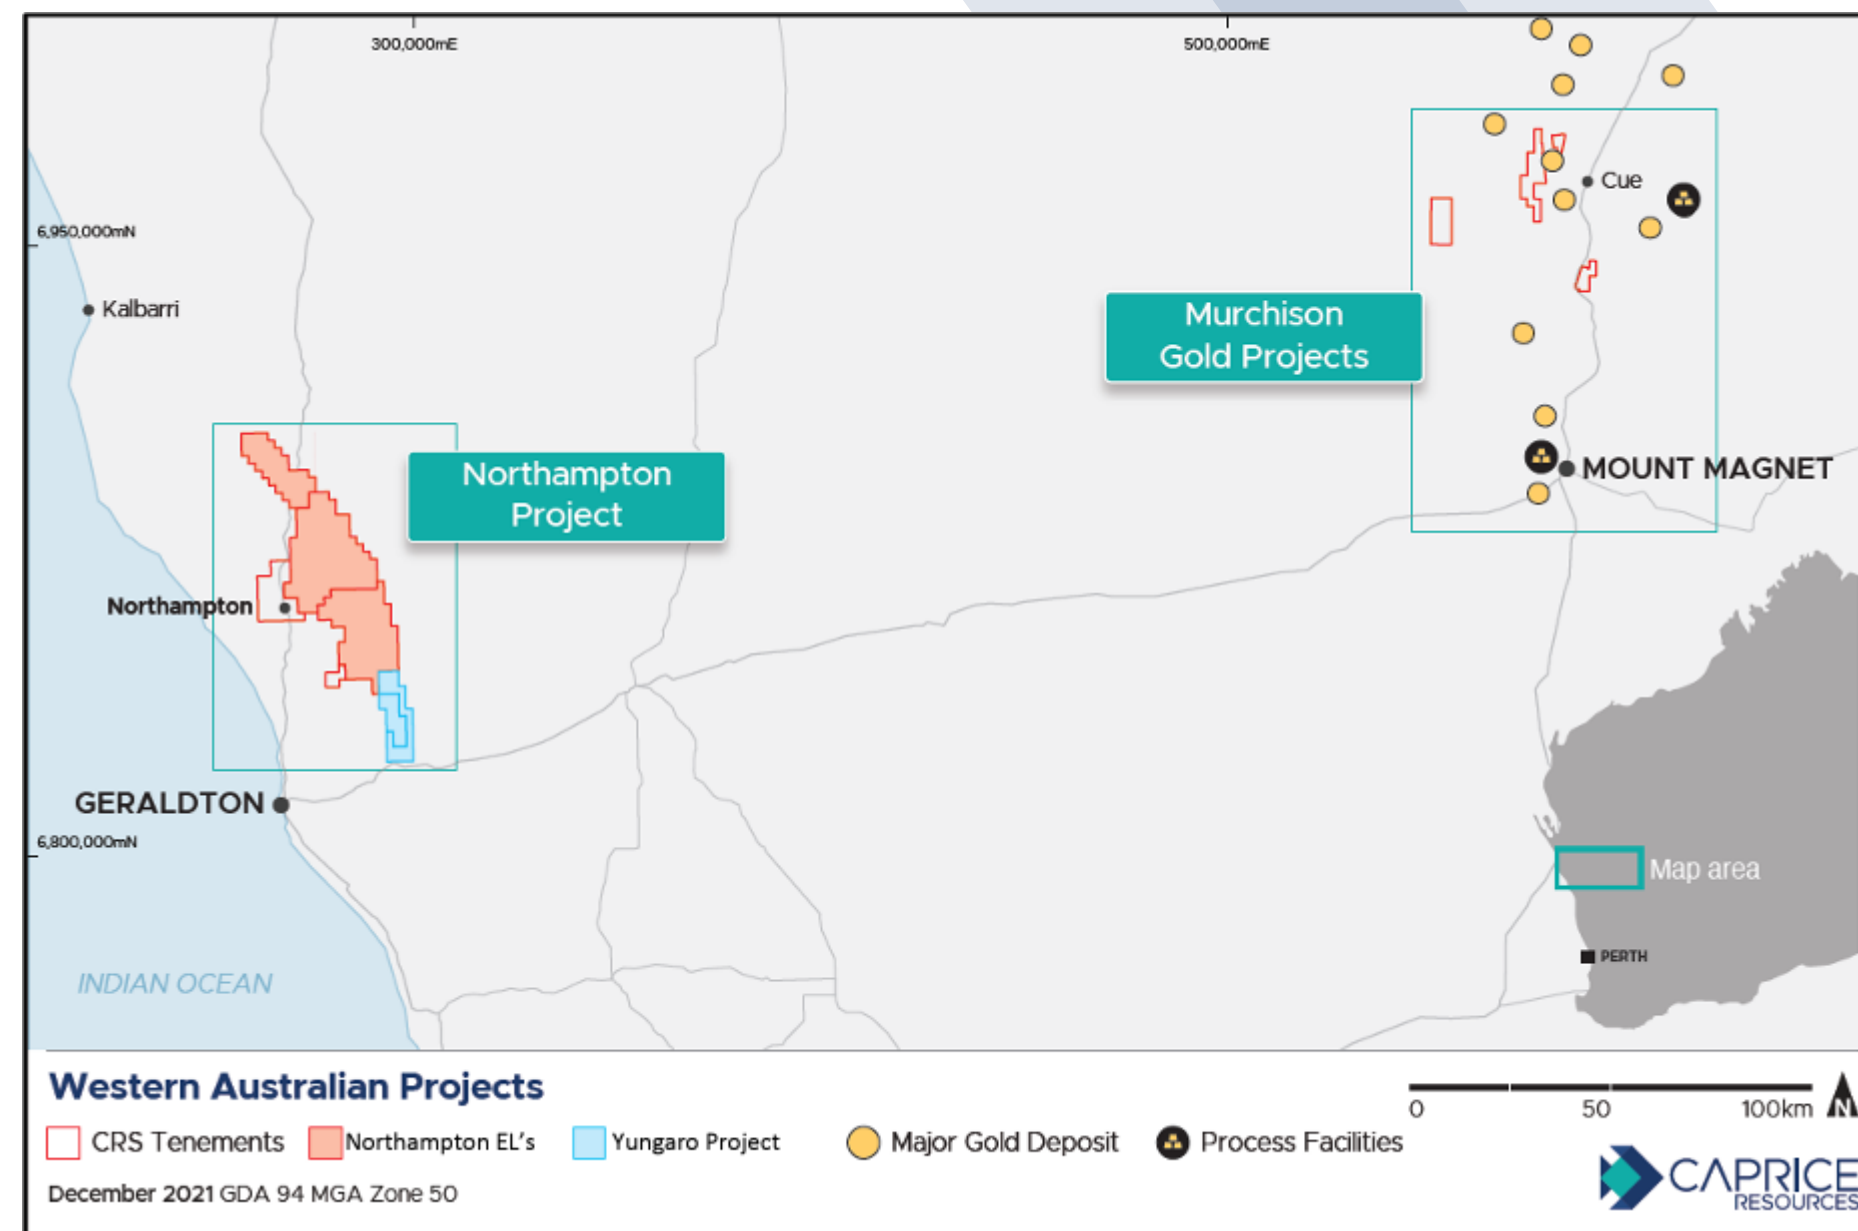 300,000mE
500,000mE
6,950,000mN
Cue
Kalbarri
Murchison
Gold Projects
Northampton
Project
MOUNT MAGNET
Northampton
GERALDTON
6,800,000mN
Map area
PERTH
INDIAN OCEAN
Western Australian Projects
0 50 100km
N
CRS Tenements Northampton EL's Yungaro Project Major Gold Deposit Process Facilities
December 2021 GDA 94 MGA Zone 50
CAPRICE
RESOURCES